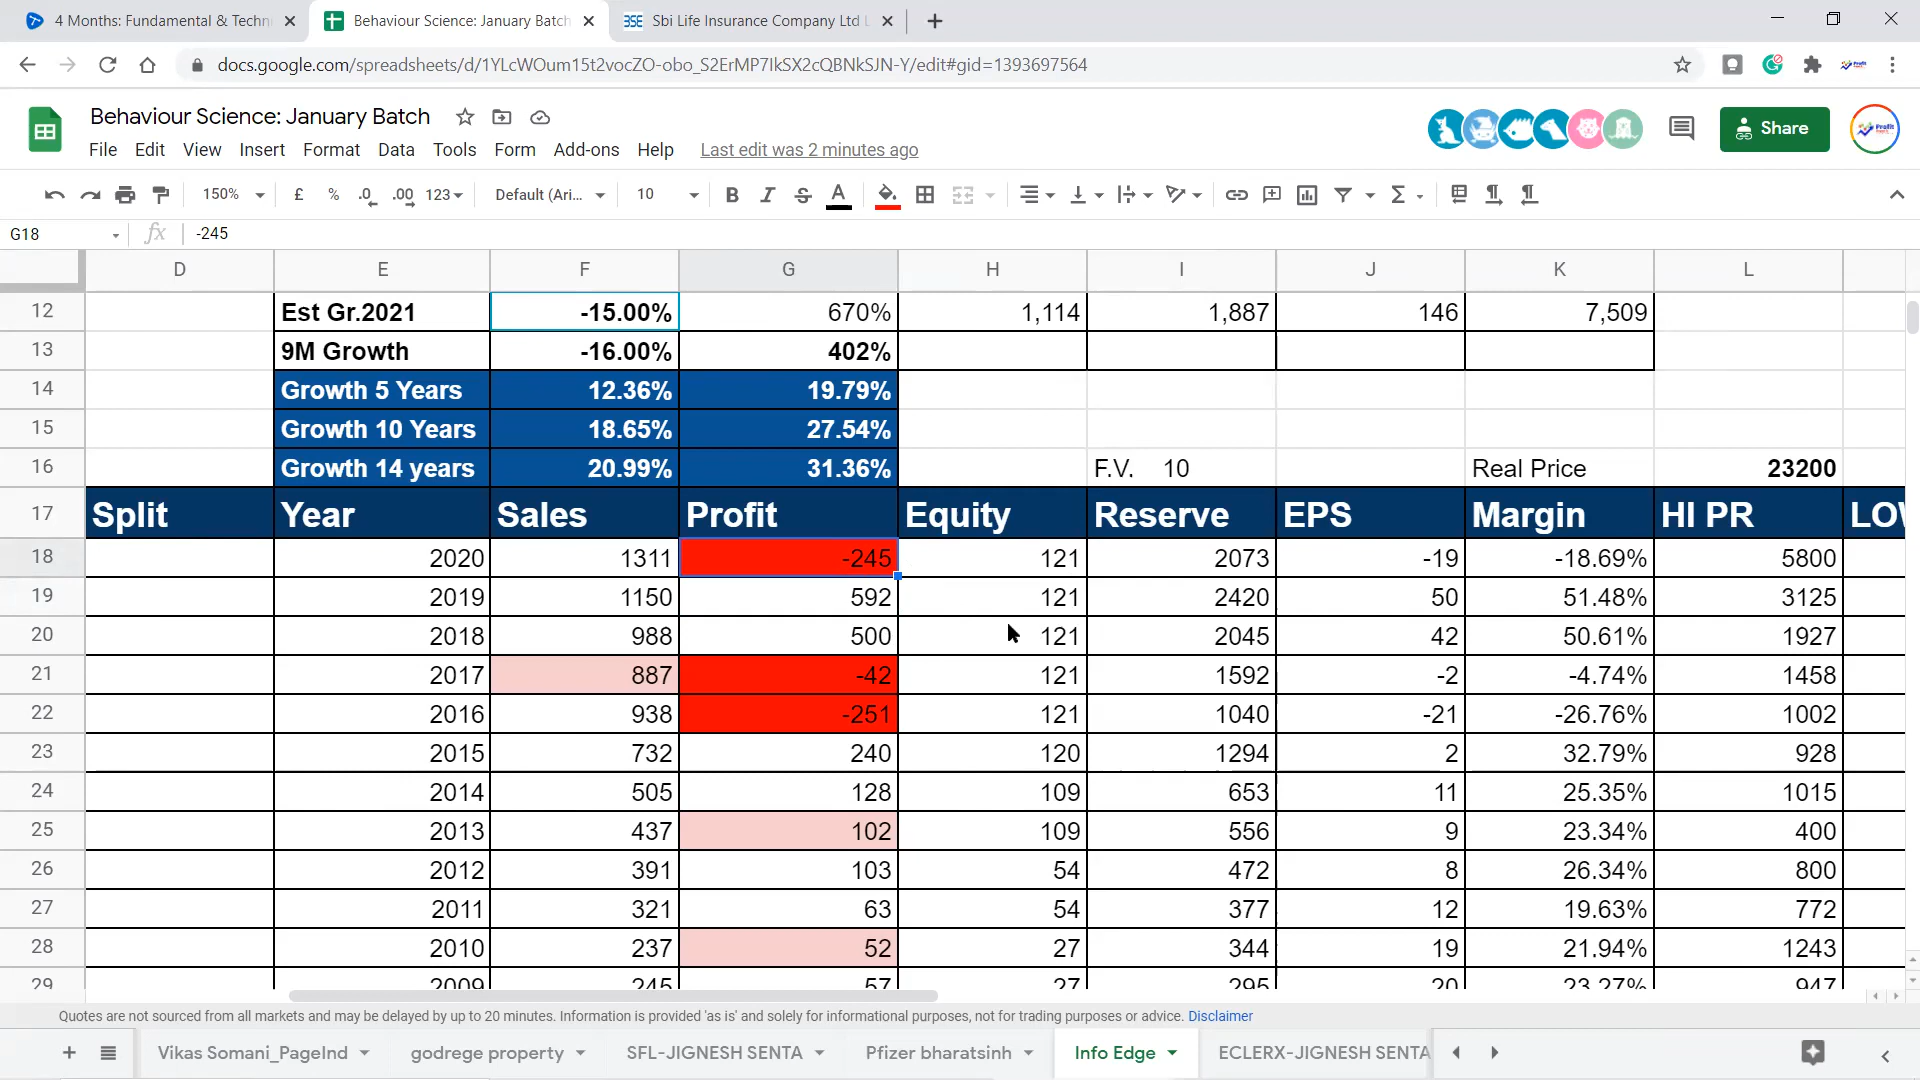 4 Months: Fundamental & Techn
Behaviour Science: January Batch
BSE Sbi Life Insurance Company Ltd L
docs.google.com/spreadsheets/d/1YLcWOum15t2vocZO-obo_S2ErMP7IkSX2cQBNkSJN-Y/edit#gid=1393697564
Behaviour Science: January Batch
File Edit View Insert Format Data Tools Form Add-ons Help Last edit was 2 minutes ago
Share
150% £ % .0 .00 123 Default (Ari... 10 B I S A
G18 fx -245
D E F G H I J K L
12 Est Gr.2021 -15.00% 670% 1,114 1,887 146 7,509
13 9M Growth -16.00% 402%
14 Growth 5 Years 12.36% 19.79%
15 Growth 10 Years 18.65% 27.54%
16 Growth 14 years 20.99% 31.36% F.V. 10 Real Price 23200
17 Split Year Sales Profit Equity Reserve EPS Margin HI PR LOW
18 2020 1311 -245 121 2073 -19 -18.69% 5800
19 2019 1150 592 121 2420 50 51.48% 3125
20 2018 988 500 121 2045 42 50.61% 1927
21 2017 887 -42 121 1592 -2 -4.74% 1458
22 2016 938 -251 121 1040 -21 -26.76% 1002
23 2015 732 240 120 1294 2 32.79% 928
24 2014 505 128 109 653 11 25.35% 1015
25 2013 437 102 109 556 9 23.34% 400
26 2012 391 103 54 472 8 26.34% 800
27 2011 321 63 54 377 12 19.63% 772
28 2010 237 52 27 344 19 21.94% 1243
29 2009 245 57 27 295 20 23.27% 947
Quotes are not sourced from all markets and may be delayed by up to 20 minutes. Information is provided 'as is' and solely for informational purposes, not for trading purposes or advice. Disclaimer
Vikas Somani_PageInd godrege property SFL-JIGNESH SENTA Pfizer bharatsinh Info Edge ECLERX-JIGNESH SENTA